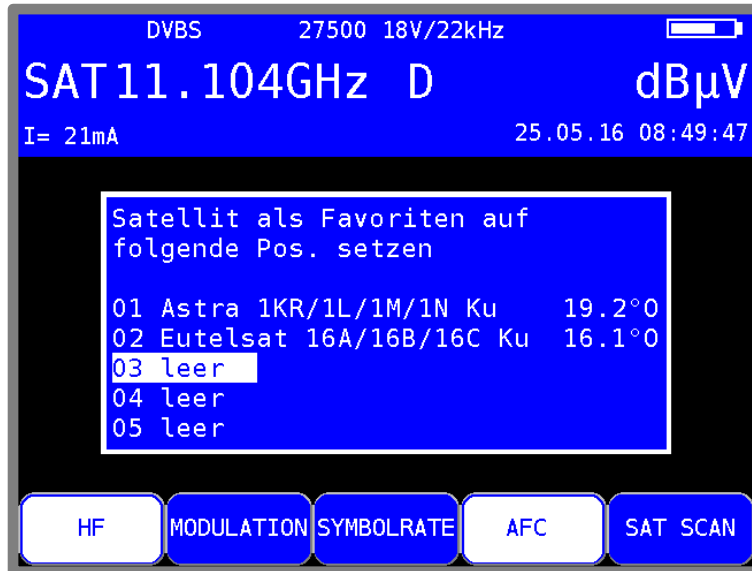 DVBS 27500 18V/22kHz
SAT11.104GHz D dBµV
I= 21mA 25.05.16 08:49:47
Satellit als Favoriten auf
folgende Pos. setzen
01 Astra 1KR/1L/1M/1N Ku 19.2°O
02 Eutelsat 16A/16B/16C Ku 16.1°O
03 leer
04 leer
05 leer
HF MODULATION SYMBOLRATE AFC SAT SCAN